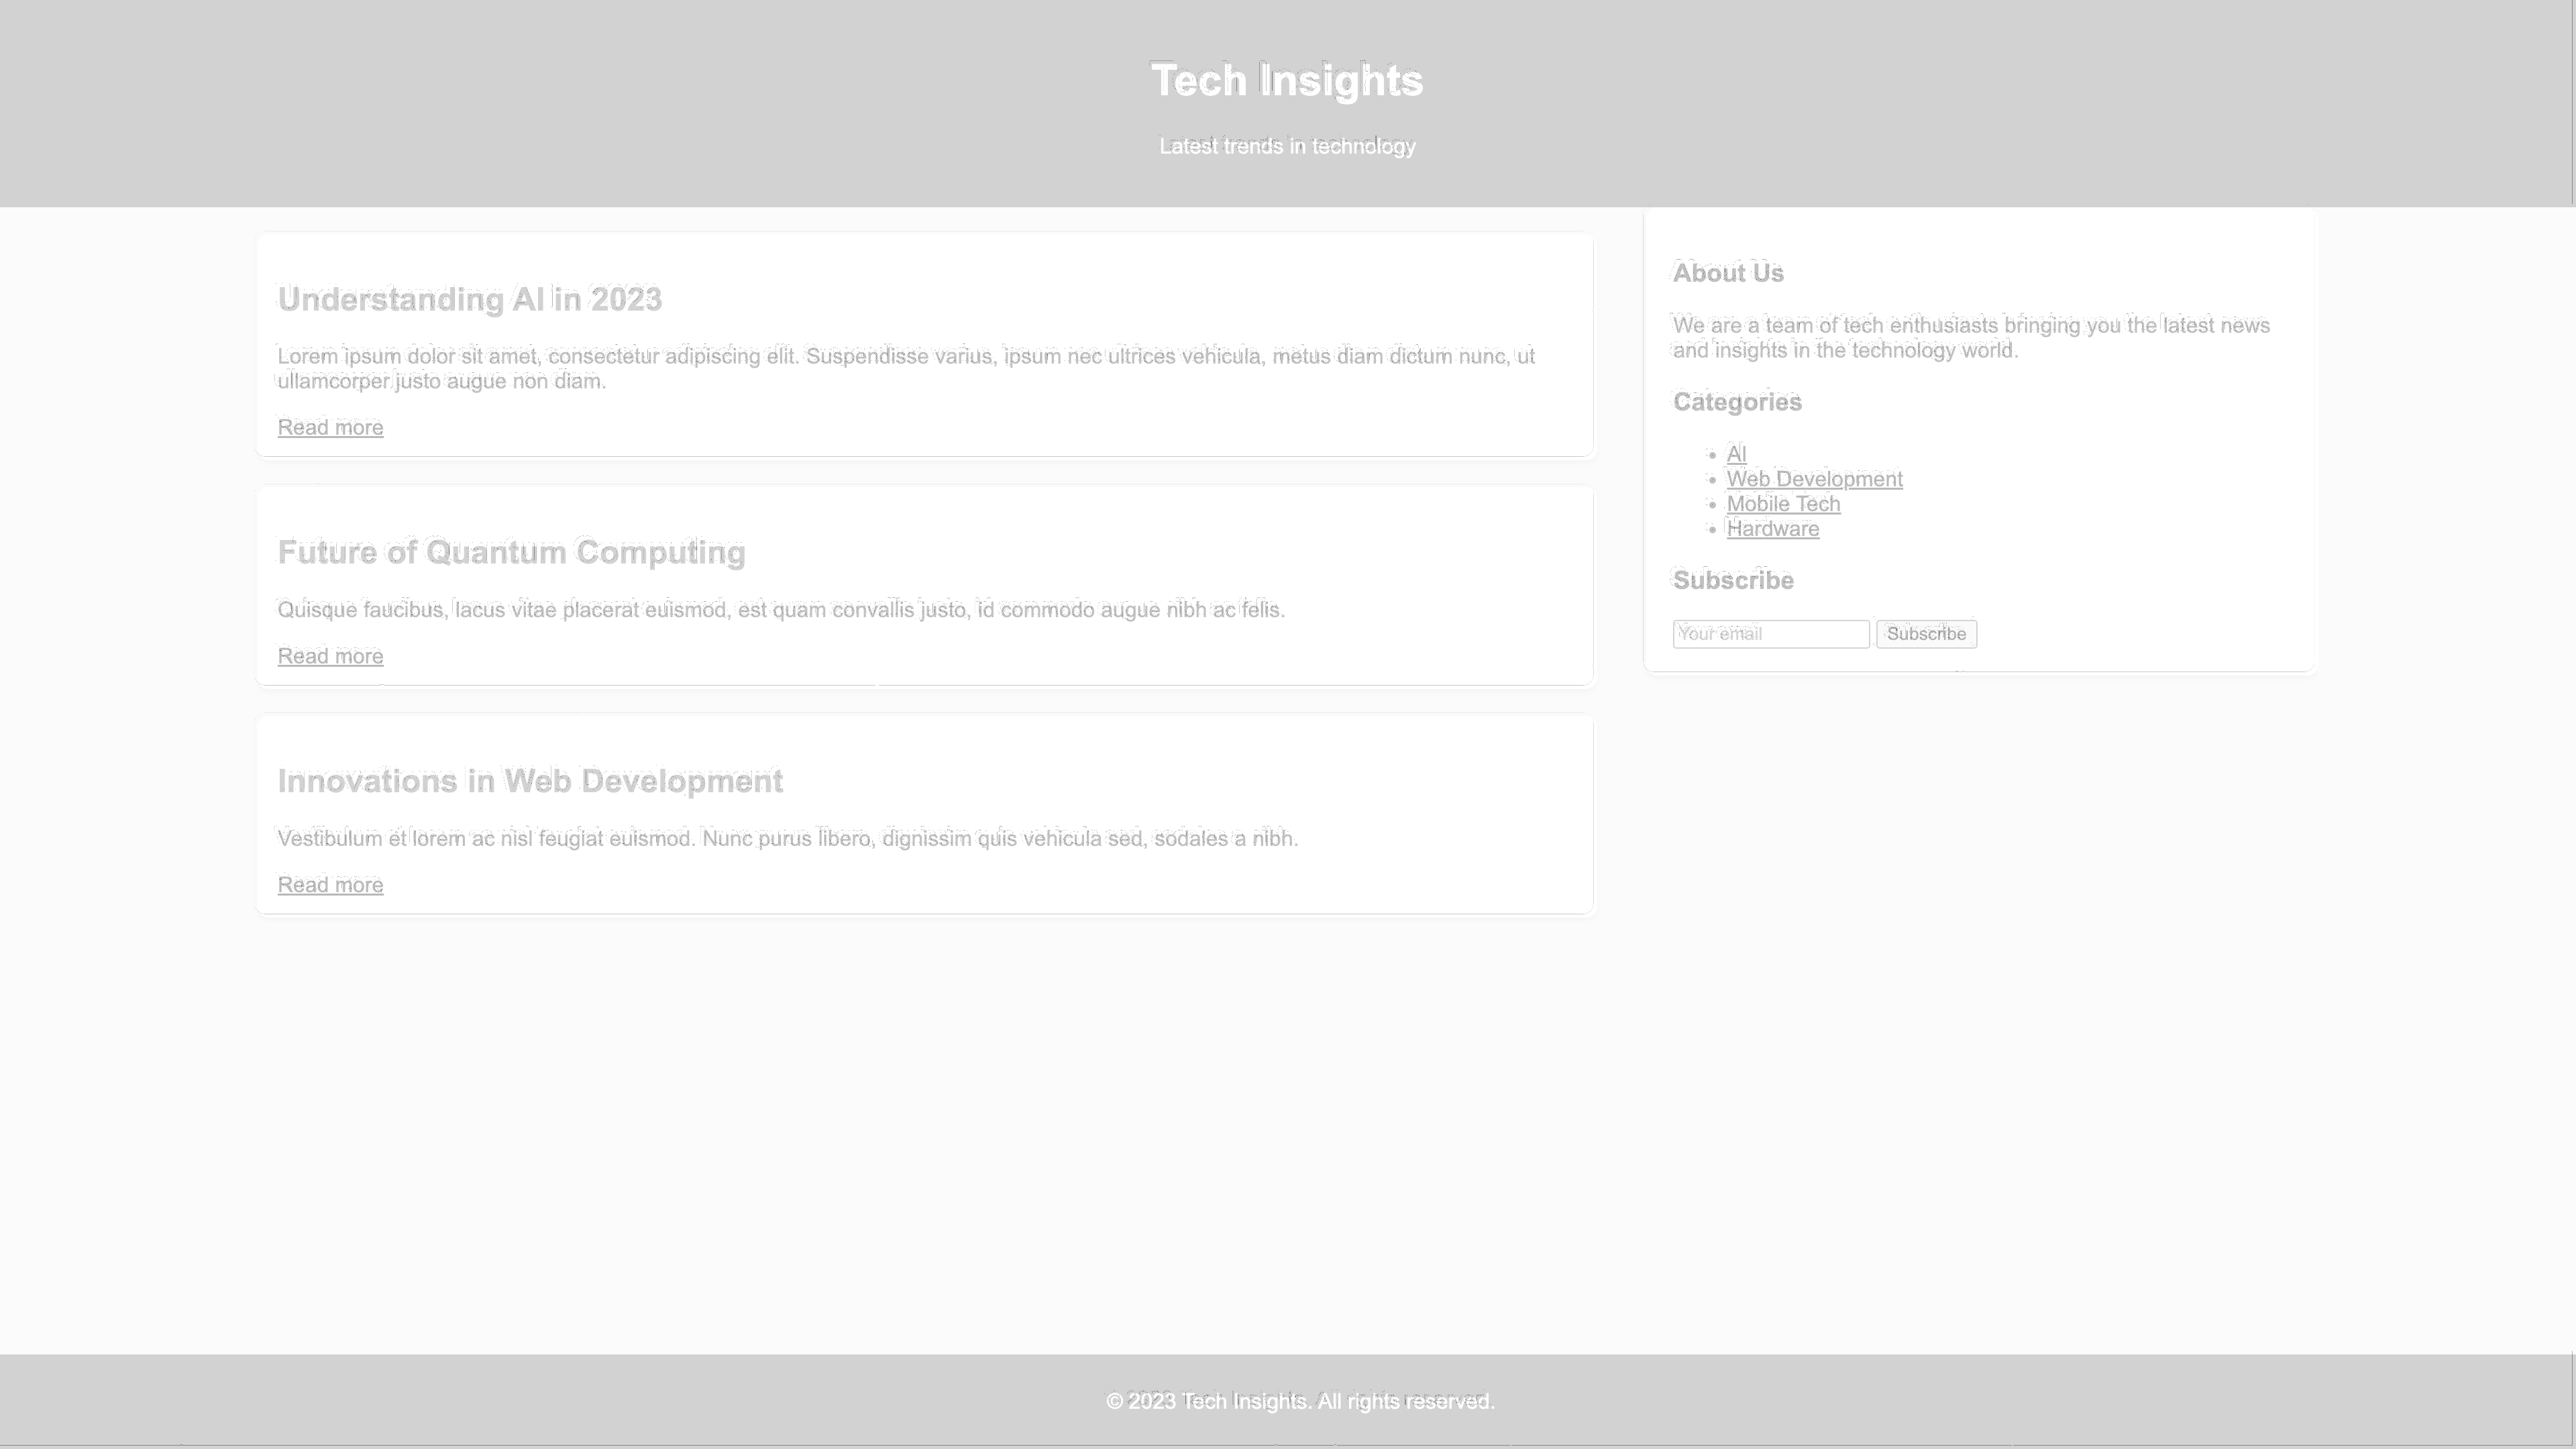 Tech Insights
Latest trends in technology
Understanding AI in 2023
Lorem ipsum dolor sit amet, consectetur adipiscing elit. Suspendisse varius, ipsum nec ultrices vehicula, metus diam dictum nunc, ut
ullamcorper justo augue non diam.
Read more
Future of Quantum Computing
Quisque faucibus, lacus vitae placerat euismod, est quam convallis justo, id commodo augue nibh ac felis.
Read more
Innovations in Web Development
Vestibulum et lorem ac nisl feugiat euismod. Nunc purus libero, dignissim quis vehicula sed, sodales a nibh.
Read more
About Us
We are a team of tech enthusiasts bringing you the latest news
and insights in the technology world.
Categories
• AI
• Web Development
• Mobile Tech
• Hardware
Subscribe
Your email Subscribe
© 2023 Tech Insights. All rights reserved.